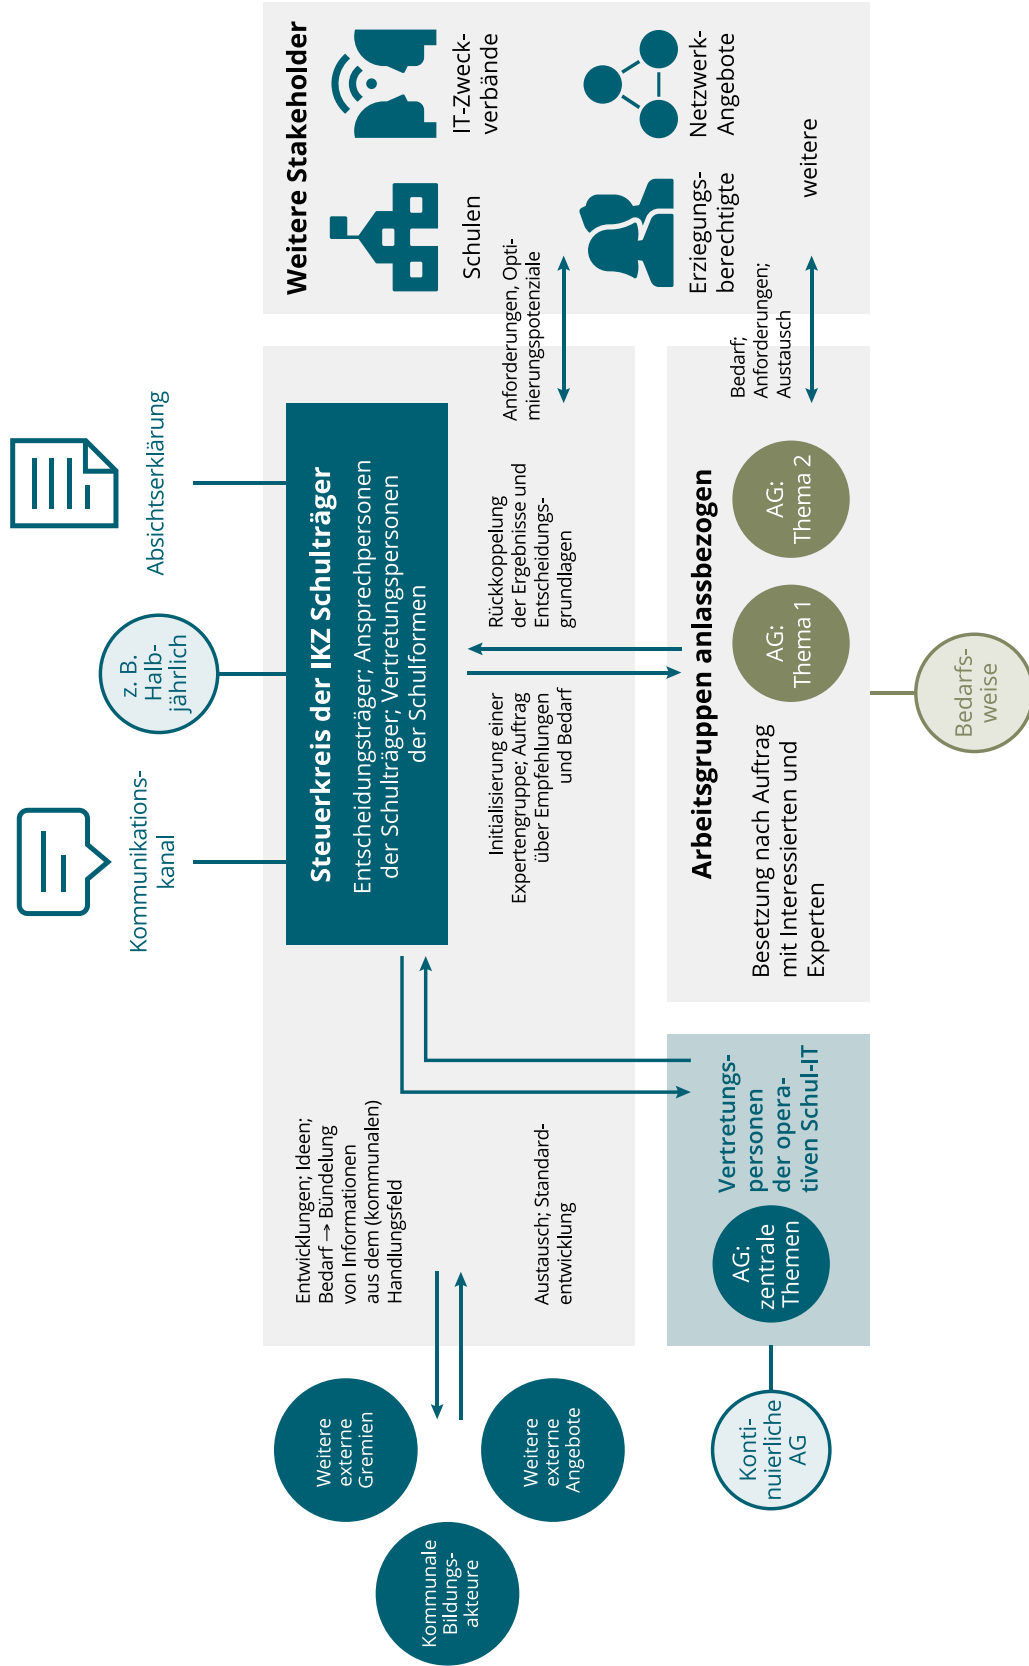 Kommunikations-
kanal
z. B.
Halb-
jährlich
Absichtserklärung
Weitere
externe
Gremien
Kommunale
Bildungs-
akteure
Weitere
externe
Angebote
Entwicklungen; Ideen;
Bedarf → Bündelung
von Informationen
aus dem (kommunalen)
Handlungsfeld
Austausch; Standard-
entwicklung
Steuerkreis der IKZ Schulträger
Entscheidungsträger; Ansprechpersonen
der Schulträger; Vertretungspersonen
der Schulformen
Initialisierung einer
Expertengruppe; Auftrag
über Empfehlungen
und Bedarf
Rückkoppelung
der Ergebnisse und
Entscheidungs-
grundlagen
Anforderungen, Opti-
mierungspotenziale
Weitere Stakeholder
Schulen
IT-Zweck-
verbände
Erziehungs-
berechtigte
Netzwerk-
Angebote
weitere
Bedarf;
Anforderungen;
Austausch
Konti-
nuierliche
AG
AG:
zentrale
Themen
Vertretungs-
personen
der opera-
tiven Schul-IT
Arbeitsgruppen anlassbezogen
Besetzung nach Auftrag
mit Interessierten und
Experten
AG:
Thema 1
AG:
Thema 2
Bedarfs-
weise